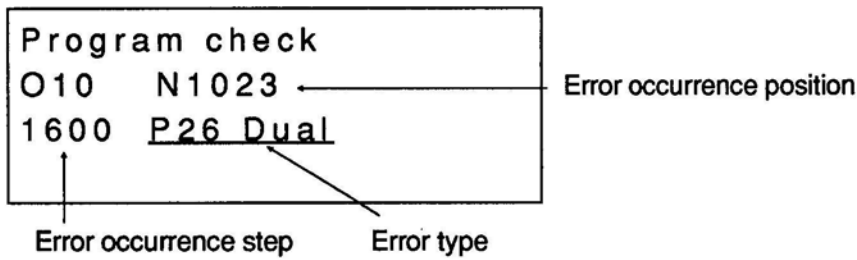 Program check
O10 N1023
Error occurrence position
1600 P26 Dual
Error occurrence step
Error type